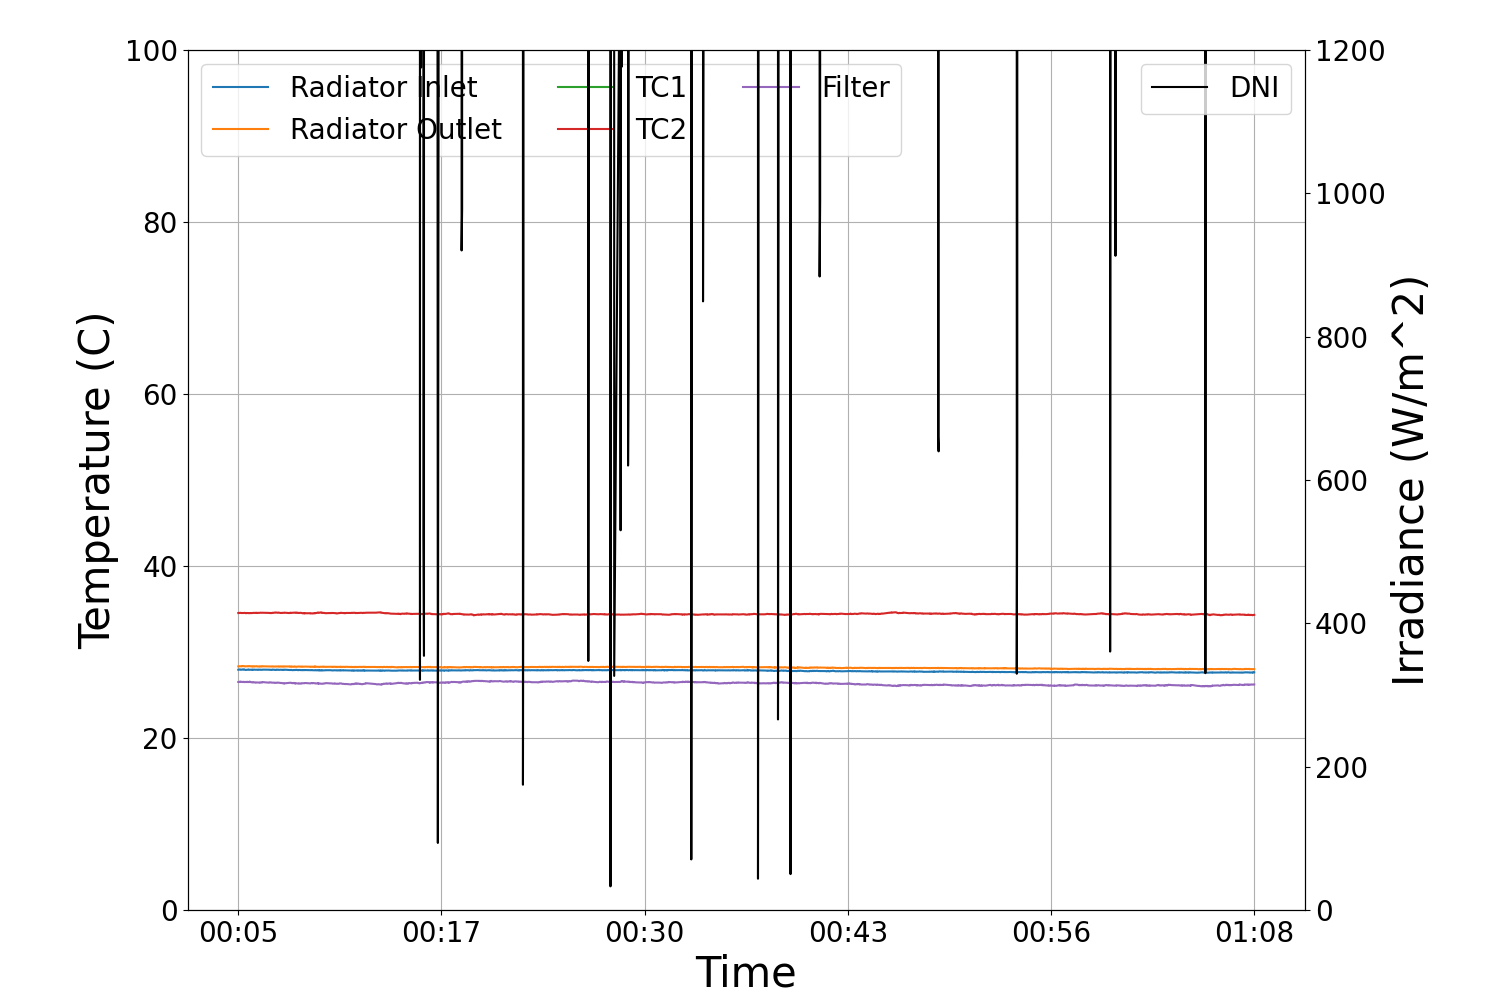 100
80
60
40
20
0
Temperature (C)
Radiator Inlet
Radiator Outlet
TC1
TC2
Filter
DNI
1200
1000
800
600
400
200
0
Irradiance (W/m^2)
00:05 00:17 00:30 00:43 00:56 01:08
Time